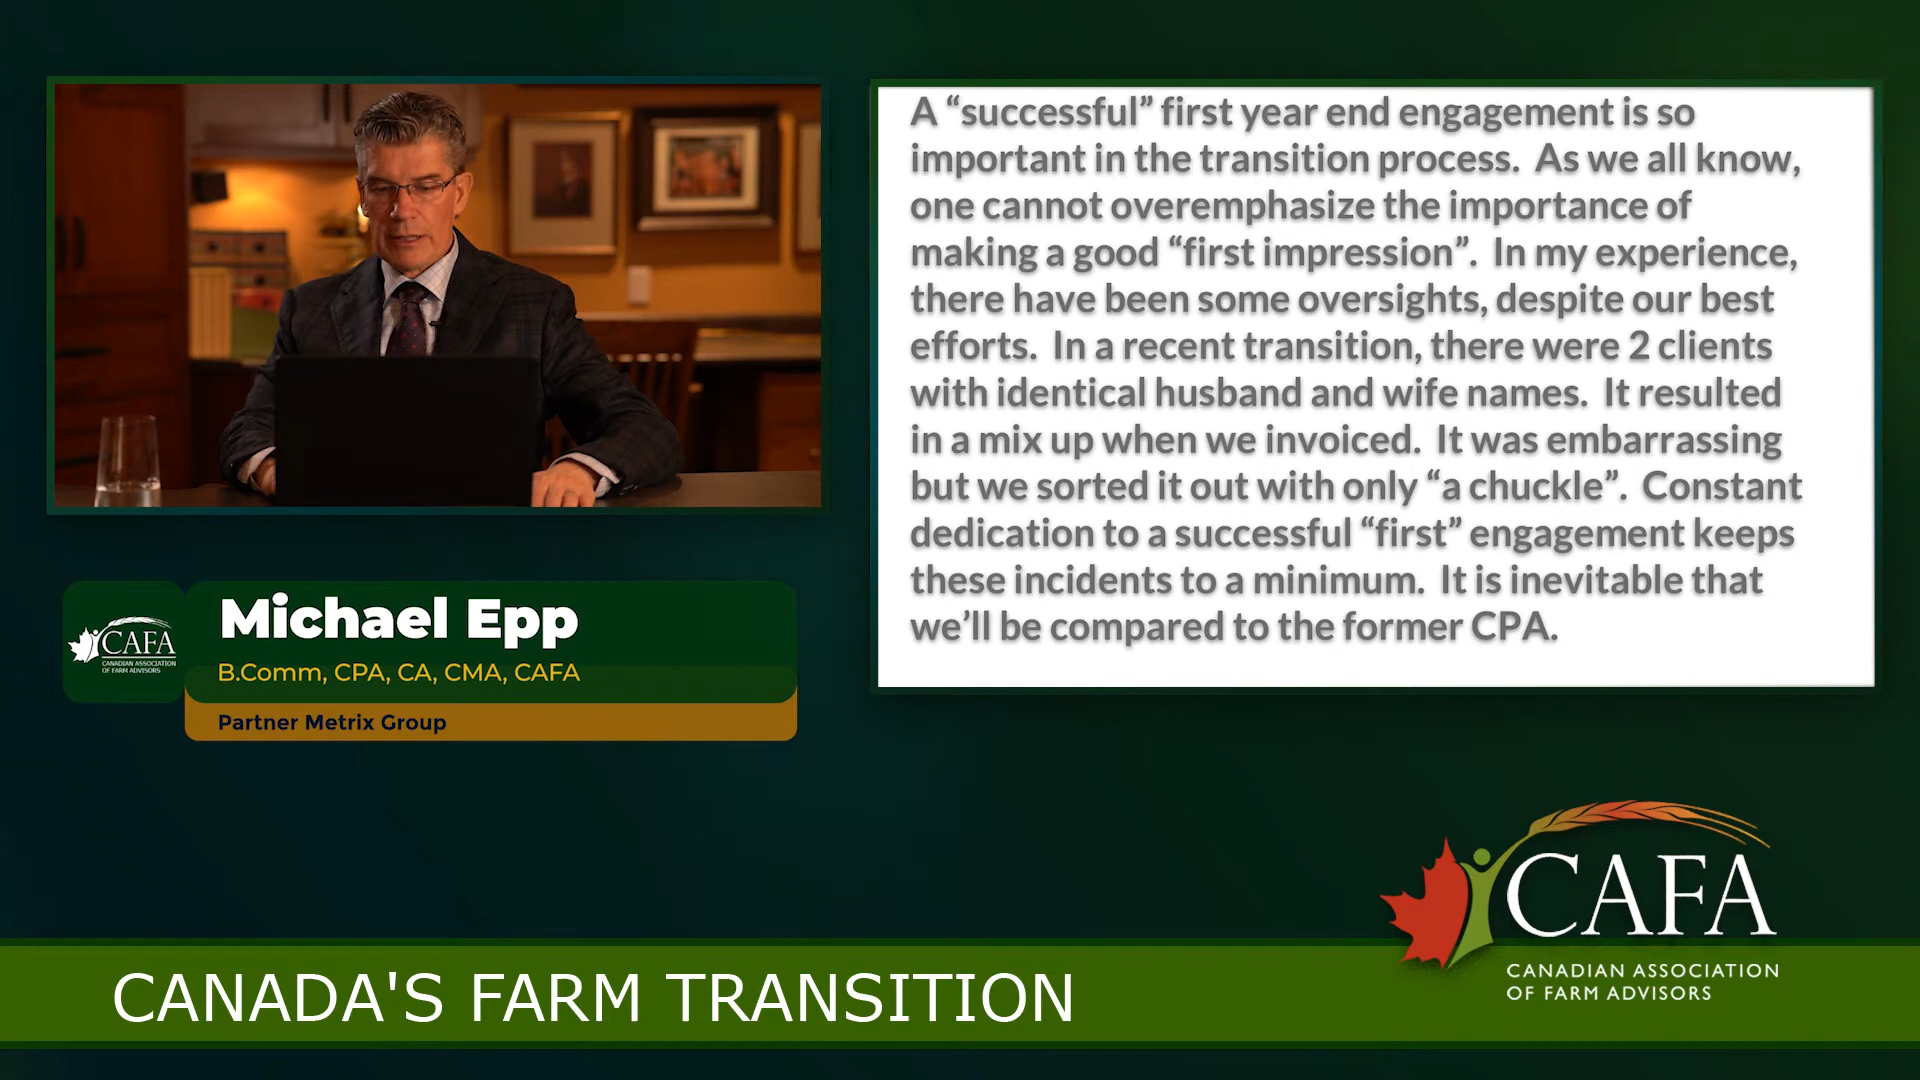 A “successful” first year end engagement is so
important in the transition process.  As we all know,
one cannot overemphasize the importance of
making a good “first impression”.  In my experience,
there have been some oversights, despite our best
efforts.  In a recent transition, there were 2 clients
with identical husband and wife names.  It resulted
in a mix up when we invoiced.  It was embarrassing
but we sorted it out with only “a chuckle”.  Constant
dedication to a successful “first” engagement keeps
these incidents to a minimum.  It is inevitable that
we’ll be compared to the former CPA.
CAFA
CANADIAN ASSOCIATION
OF FARM ADVISORS
Michael Epp
B.Comm, CPA, CA, CMA, CAFA
Partner Metrix Group
CAFA
CANADIAN ASSOCIATION
OF FARM ADVISORS
CANADA'S FARM TRANSITION